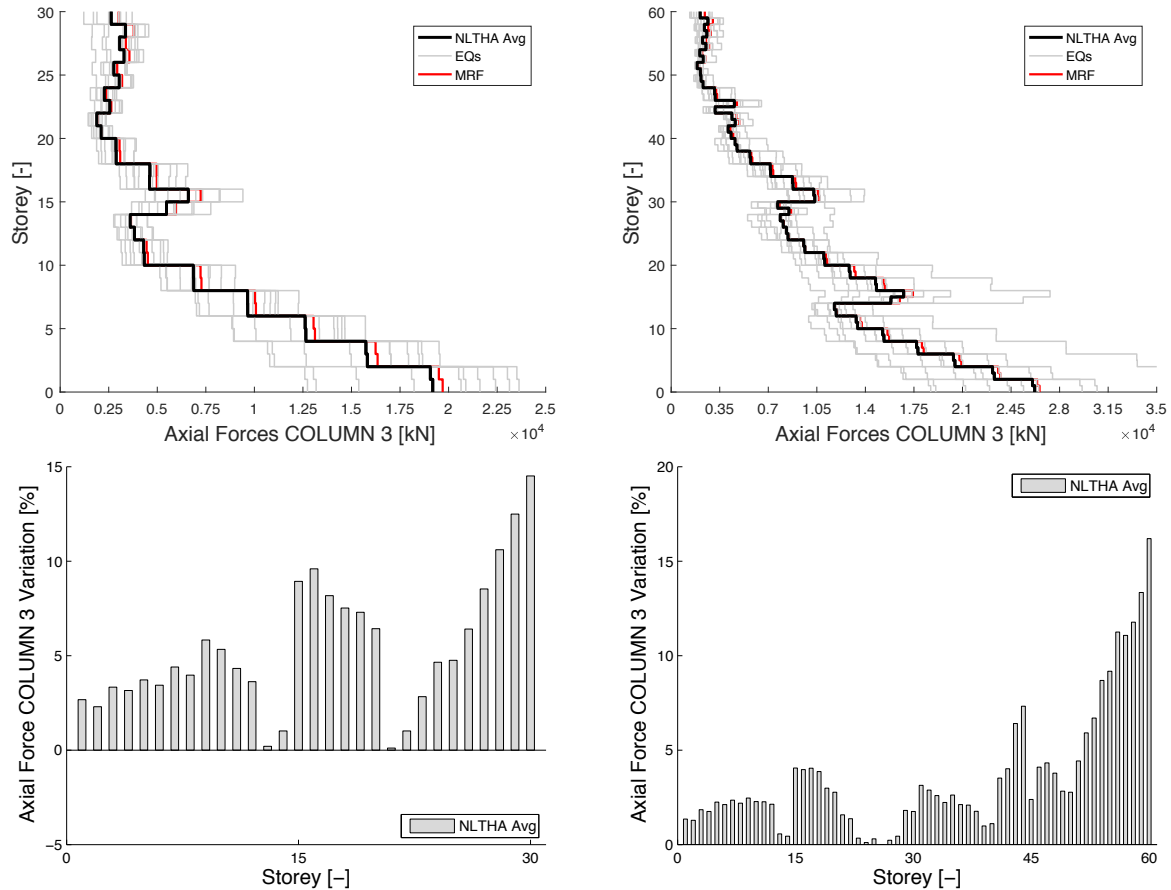 30
25
20
15
10
5
0
Storey [-]
0 0.25 0.5 0.75 1 1.25 1.5 1.75 2 2.25 2.5
Axial Forces COLUMN 3 [kN]
×10⁴
NLTHA Avg
EQs
MRF
60
50
40
30
20
10
0
Storey [-]
0 0.35 0.7 1.05 1.4 1.75 2.1 2.45 2.8 3.15 3.5
Axial Forces COLUMN 3 [kN]
×10⁴
NLTHA Avg
EQs
MRF
15
10
5
0
−5
Axial Force COLUMN 3 Variation [%]
0 15 30
Storey [−]
NLTHA Avg
20
15
10
5
0
Axial Force COLUMN 3 Variation [%]
0 15 30 45 60
Storey [−]
NLTHA Avg